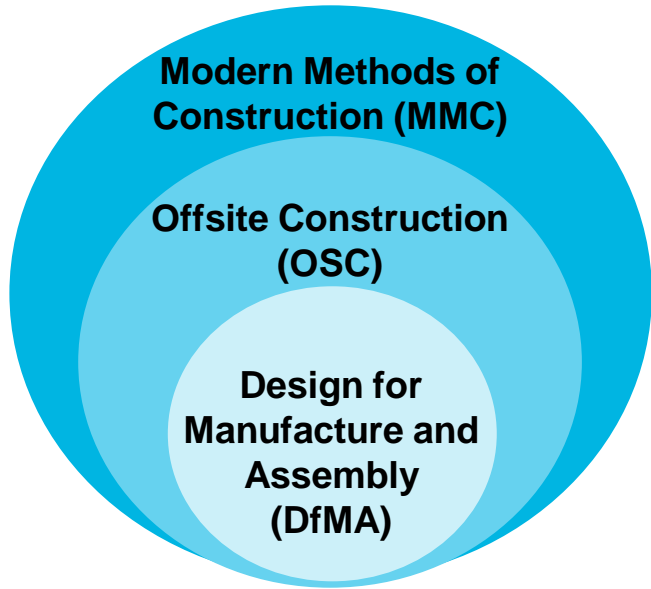 Modern Methods of
Construction (MMC)
Offsite Construction
(OSC)
Design for
Manufacture and
Assembly
(DfMA)